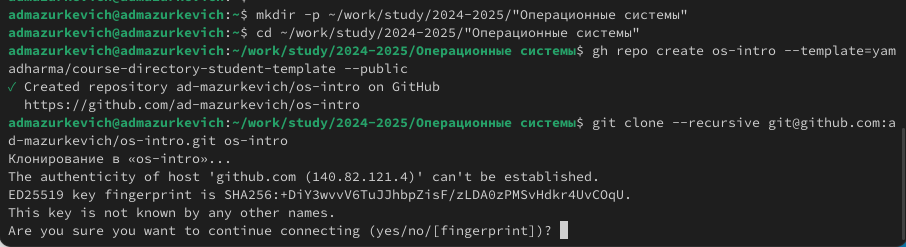 admazurkevich@admazurkevich:~$ mkdir -p ~/work/study/2024-2025/"Операционные системы"
admazurkevich@admazurkevich:~$ cd ~/work/study/2024-2025/"Операционные системы"
admazurkevich@admazurkevich:~/work/study/2024-2025/Операционные системы$ gh repo create os-intro --template=yam
adharma/course-directory-student-template --public
✓ Created repository ad-mazurkevich/os-intro on GitHub
https://github.com/ad-mazurkevich/os-intro
admazurkevich@admazurkevich:~/work/study/2024-2025/Операционные системы$ git clone --recursive git@github.com:a
d-mazurkevich/os-intro.git os-intro
Клонирование в «os-intro»...
The authenticity of host 'github.com (140.82.121.4)' can't be established.
ED25519 key fingerprint is SHA256:+DiY3wvvV6TuJJhbpZisF/zLDA0zPMSvHdkr4UvCOqU.
This key is not known by any other names.
Are you sure you want to continue connecting (yes/no/[fingerprint])?